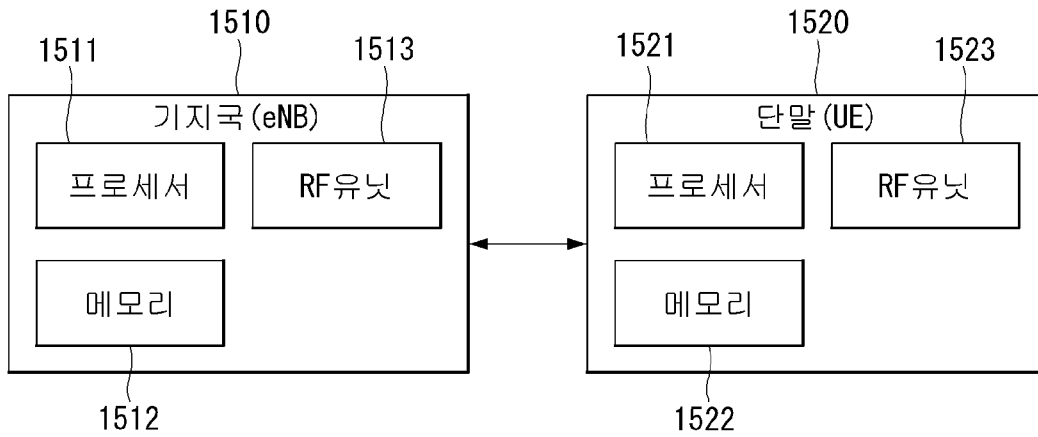 1510
1511
1513
기지국(eNB)
프로세서
RF유닛
메모리
1512
1520
1521
1523
단말(UE)
프로세서
RF유닛
메모리
1522